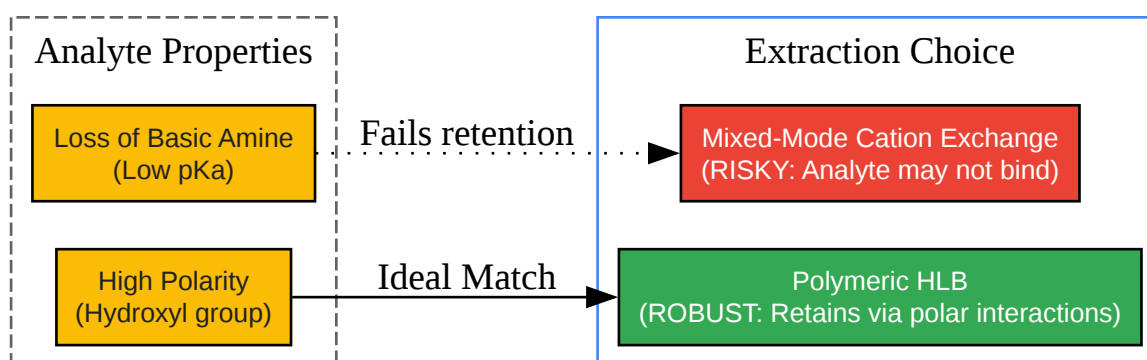 Analyte Properties
Extraction Choice
Loss of Basic Amine
(Low pKa)
Fails retention
Mixed-Mode Cation Exchange
(RISKY: Analyte may not bind)
High Polarity
(Hydroxyl group)
Ideal Match
Polymeric HLB
(ROBUST: Retains via polar interactions)